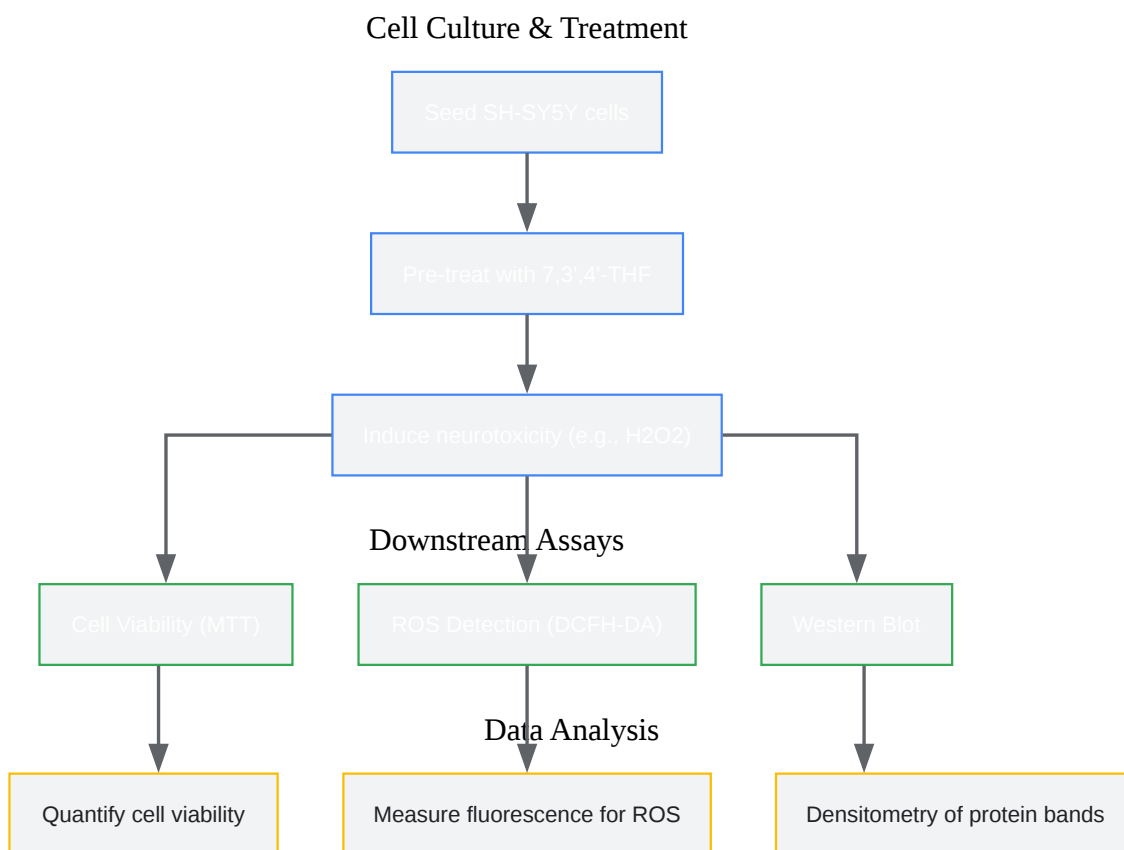 Cell Culture & Treatment
Seed SH-SY5Y cells
Pre-treat with 7,3',4'-THF
Induce neurotoxicity (e.g., H2O2)
Downstream Assays
Cell Viability (MTT)
ROS Detection (DCFH-DA)
Western Blot
Data Analysis
Quantify cell viability
Measure fluorescence for ROS
Densitometry of protein bands